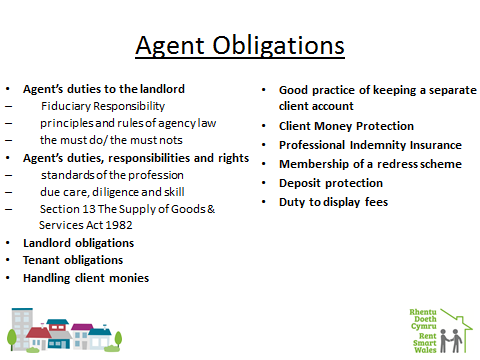 Agent Obligations
• Agent's duties to the landlord
– Fiduciary Responsibility
– principles and rules of agency law
– the must do/ the must nots
• Agent's duties, responsibilities and rights
– standards of the profession
– due care, diligence and skill
– Section 13 The Supply of Goods &
Services Act 1982
• Landlord obligations
• Tenant obligations
• Handling client monies
• Good practice of keeping a separate
client account
• Client Money Protection
• Professional Indemnity Insurance
• Membership of a redress scheme
• Deposit protection
• Duty to display fees
Rhentu
Doeth
Cymru
Rent
Smart
Wales